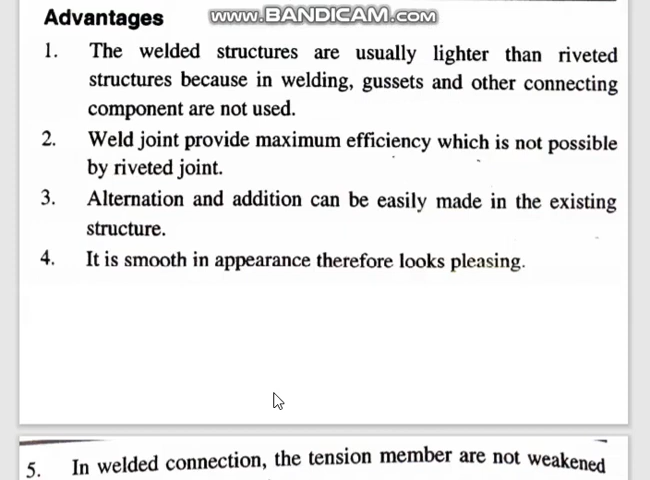 Advantages
www.BANDICAM.com
1. The welded structures are usually lighter than riveted
structures because in welding, gussets and other connecting
component are not used.
2. Weld joint provide maximum efficiency which is not possible
by riveted joint.
3. Alternation and addition can be easily made in the existing
structure.
4. It is smooth in appearance therefore looks pleasing.
5. In welded connection, the tension member are not weakened